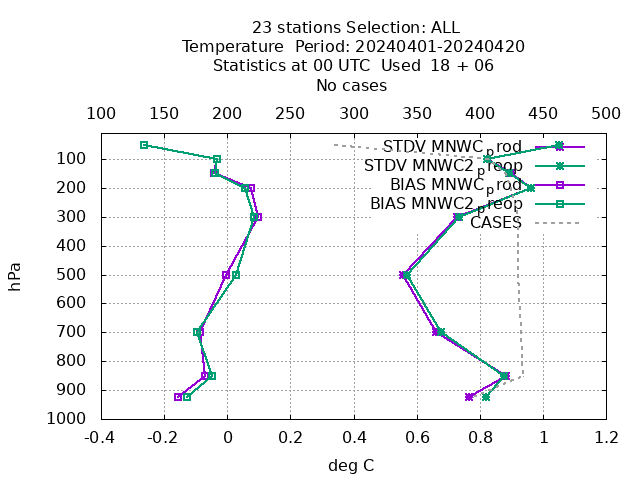 23 stations Selection: ALL
Temperature  Period: 20240401-20240420
Statistics at 00 UTC  Used  18 + 06
No cases
100 150 200 250 300 350 400 450 500
STDV MNWC_prod
STDV MNWC2_preop
BIAS MNWC_prod
BIAS MNWC2_preop
CASES
100
200
300
400
500
600
700
800
900
1000
hPa
-0.4 -0.2 0 0.2 0.4 0.6 0.8 1 1.2
deg C